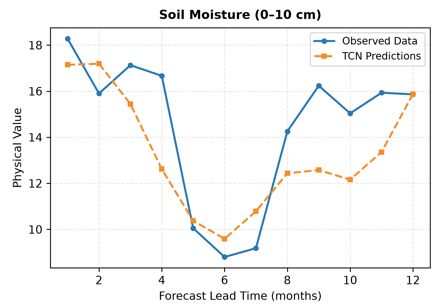 Soil Moisture (0–10 cm)
Observed Data
TCN Predictions
Physical Value
18
16
14
12
10
2 4 6 8 10 12
Forecast Lead Time (months)